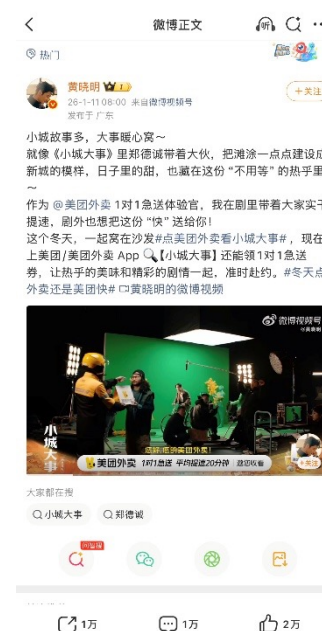 微博正文
听
热门
黄晓明
26-1-11 08:00 来自微博视频号
发布于 广东
+关注
小城故事多，大事暖心窝～
就像《小城大事》里郑德诚带着大伙，把滩涂一点点建设成
新城的模样，日子里的甜，也藏在这份“不用等”的热乎里
～
作为 @美团外卖 1对1急送体验官，我在剧里带着大家实干
提速，剧外也想把这份“快”送给你！
这个冬天，一起窝在沙发#点美团外卖看小城大事#，现在
上美团/美团外卖 App 【小城大事】还能领1对1急送
券，让热乎的美味和精彩的剧情一起，准时赴约。#冬天点
外卖还是美团快# 黄晓明的微博视频
微博视频号
@黄晓明
小城大事
美团外卖 1对1急送 平均提速20分钟
+关注
大家都在搜
小城大事
郑德诚
问智搜
1万
1万
2万